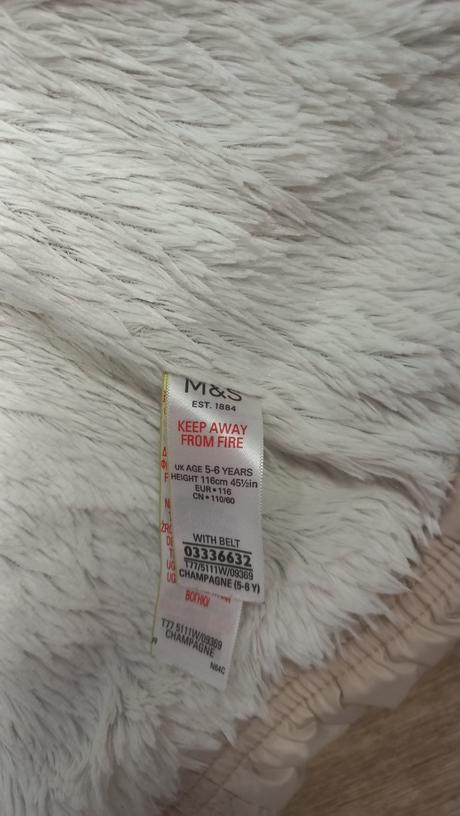 M&S
EST. 1884
KEEP AWAY
FROM FIRE
UK AGE 5-6 YEARS
HEIGHT 116cm 45½in
EUR • 116
CN • 110/60
WITH BELT
03336632
T77/5111W/09369
CHAMPAGNE (5-6 Y)
T77 5111W/09369
CHAMPAGNE
N64C